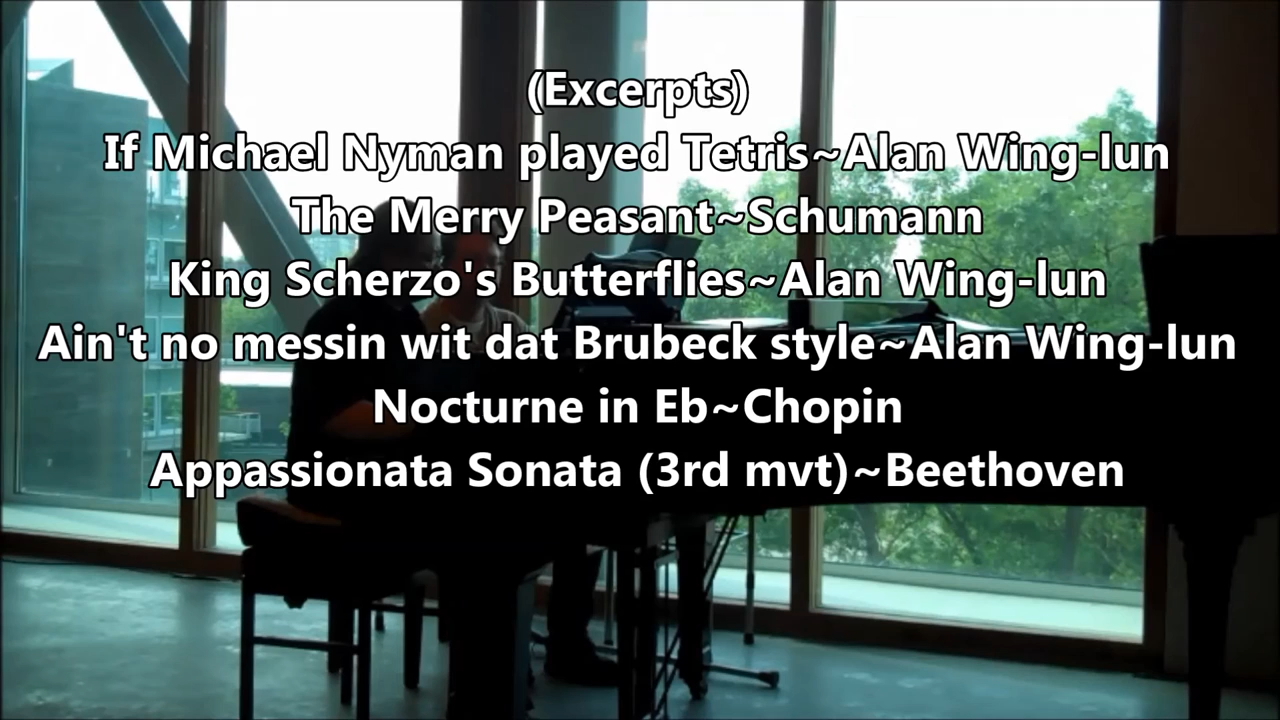 (Excerpts)
If Michael Nyman played Tetris~Alan Wing-lun
The Merry Peasant~Schumann
King Scherzo's Butterflies~Alan Wing-lun
Ain't no messin wit dat Brubeck style~Alan Wing-lun
Nocturne in Eb~Chopin
Appassionata Sonata (3rd mvt)~Beethoven